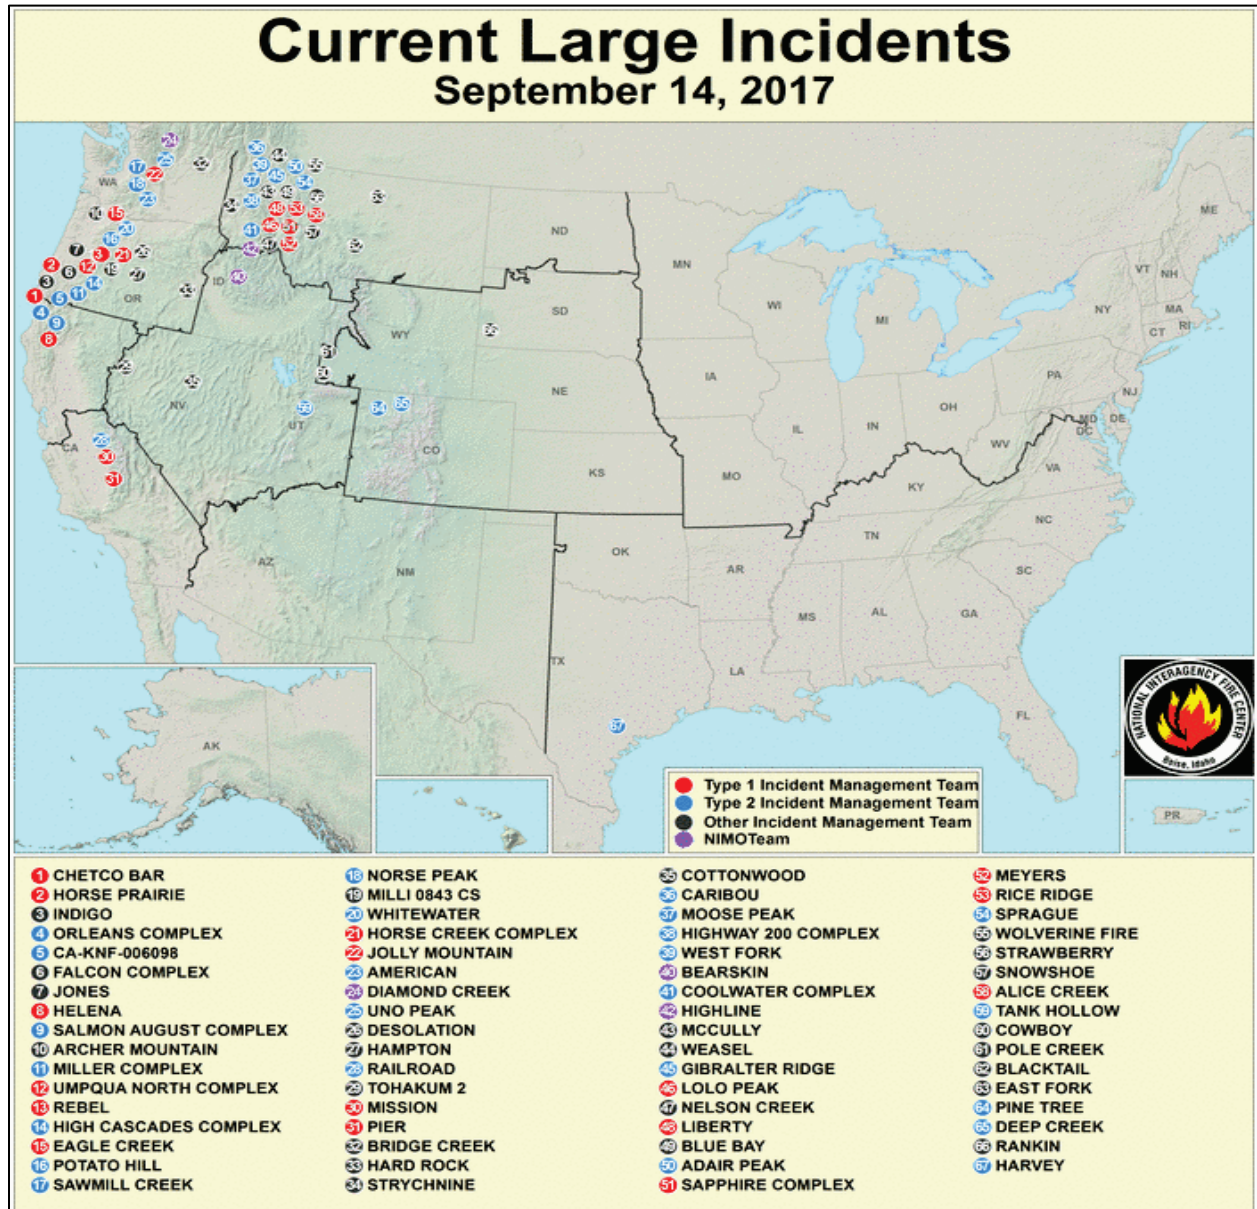 Current Large Incidents
September 14, 2017
WA
OR
ID
CA
NV
UT
AZ
WY
CO
NM
ND
SD
NE
KS
OK
TX
MN
IA
MO
AR
LA
WI
IL
MI
IN
OH
KY
TN
MS
AL
GA
FL
SC
NC
VA
WV
PA
NY
VT
NH
ME
MA
CT
RI
NJ
MD
DE
DC
AK
PR
NATIONAL INTERAGENCY FIRE CENTER
Boise, Idaho
Type 1 Incident Management Team
Type 2 Incident Management Team
Other Incident Management Team
NIMOTeam
1 CHETCO BAR
2 HORSE PRAIRIE
3 INDIGO
4 ORLEANS COMPLEX
5 CA-KNF-006098
6 FALCON COMPLEX
7 JONES
8 HELENA
9 SALMON AUGUST COMPLEX
10 ARCHER MOUNTAIN
11 MILLER COMPLEX
12 UMPQUA NORTH COMPLEX
13 REBEL
14 HIGH CASCADES COMPLEX
15 EAGLE CREEK
16 POTATO HILL
17 SAWMILL CREEK
18 NORSE PEAK
19 MILLI 0843 CS
20 WHITEWATER
21 HORSE CREEK COMPLEX
22 JOLLY MOUNTAIN
23 AMERICAN
24 DIAMOND CREEK
25 UNO PEAK
26 DESOLATION
27 HAMPTON
28 RAILROAD
29 TOHAKUM 2
30 MISSION
31 PIER
32 BRIDGE CREEK
33 HARD ROCK
34 STRYCHNINE
35 COTTONWOOD
36 CARIBOU
37 MOOSE PEAK
38 HIGHWAY 200 COMPLEX
39 WEST FORK
40 BEARSKIN
41 COOLWATER COMPLEX
42 HIGHLINE
43 MCCULLY
44 WEASEL
45 GIBRALTER RIDGE
46 LOLO PEAK
47 NELSON CREEK
48 LIBERTY
49 BLUE BAY
50 ADAIR PEAK
51 SAPPHIRE COMPLEX
52 MEYERS
53 RICE RIDGE
54 SPRAGUE
55 WOLVERINE FIRE
56 STRAWBERRY
57 SNOWSHOE
58 ALICE CREEK
59 TANK HOLLOW
60 COWBOY
61 POLE CREEK
62 BLACKTAIL
63 EAST FORK
64 PINE TREE
65 DEEP CREEK
66 RANKIN
67 HARVEY